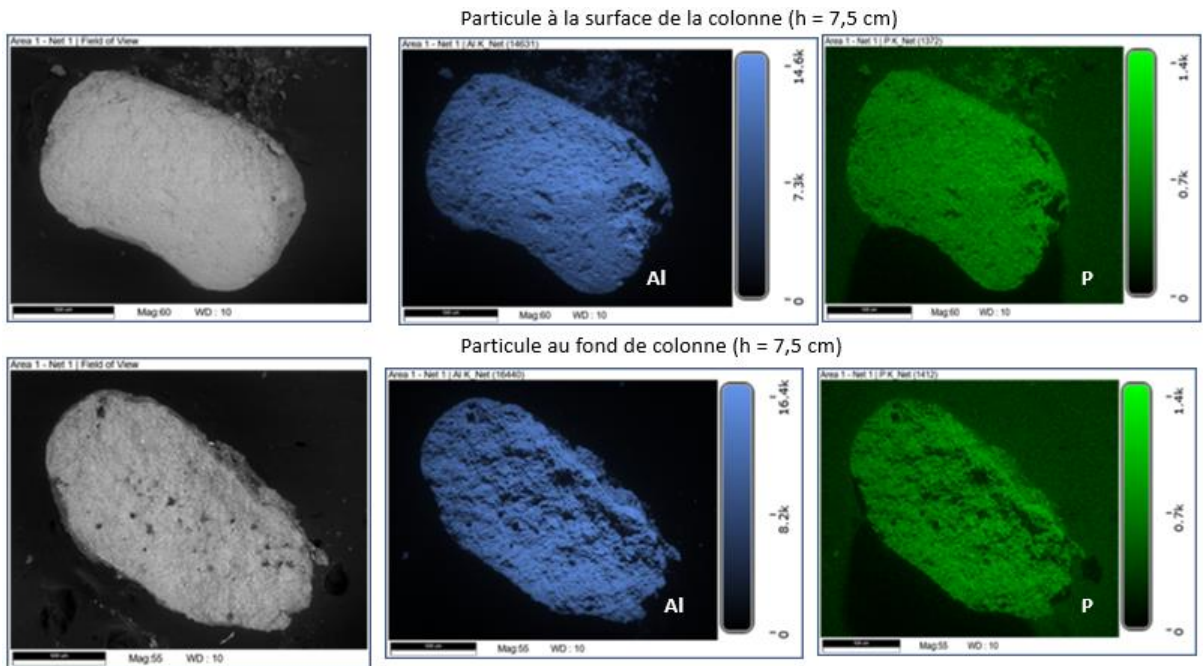 Particule à la surface de la colonne (h = 7,5 cm)
Area 1 - Net 1 | Field of View
Area 1 - Net 1 | Al K_Net (14631)
Area 1 - Net 1 | P K_Net (1372)
14.6k
7.3k
0
1.4k
0.7k
0
Al
P
Mag:60 WD : 10
Mag:60 WD : 10
Mag:60 WD : 10
Particule au fond de colonne (h = 7,5 cm)
Area 1 - Net 1 | Field of View
Area 1 - Net 1 | Al K_Net (16440)
Area 1 - Net 1 | P K_Net (1412)
16.4k
8.2k
0
1.4k
0.7k
0
Al
P
Mag:55 WD : 10
Mag:55 WD : 10
Mag:55 WD : 10